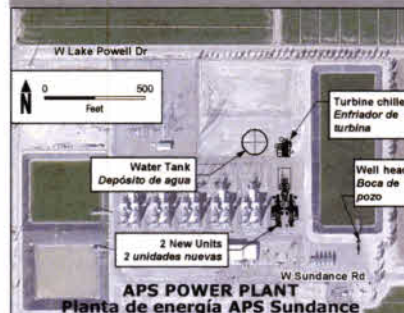 W Lake Powell Dr
0 500
Feet
N
Turbine chille
Enfriador de
turbina
Water Tank
Depósito de agua
Well hea
Boca de
pozo
2 New Units
2 unidades nuevas
W Sundance Rd
APS POWER PLANT
Planta de energía APS Sundance